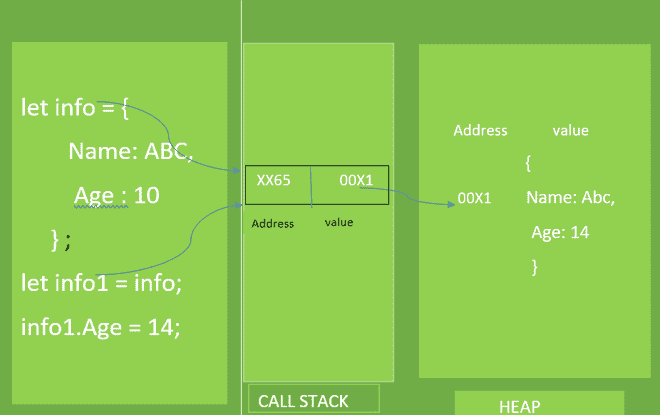 let info = {
Name: ABC,
Age : 10
} ;
let info1 = info;
info1.Age = 14;
XX65 00X1
Address value
CALL STACK
Address value
{
00X1 Name: Abc,
Age: 14
}
HEAP